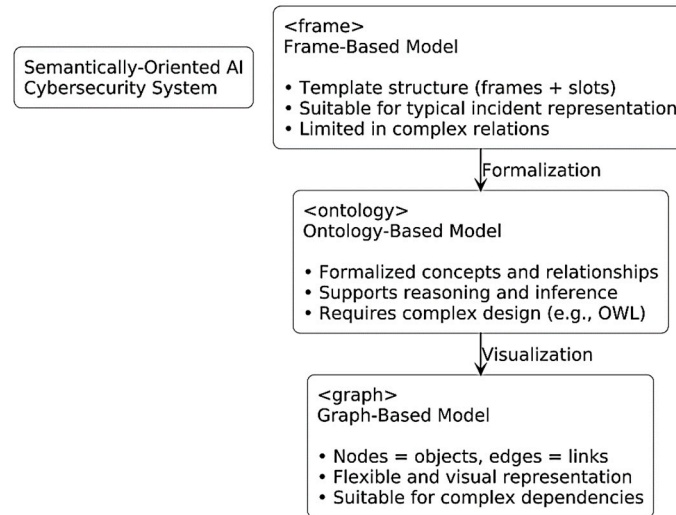 Semantically-Oriented AI
Cybersecurity System
<frame>
Frame-Based Model
• Template structure (frames + slots)
• Suitable for typical incident representation
• Limited in complex relations
Formalization
<ontology>
Ontology-Based Model
• Formalized concepts and relationships
• Supports reasoning and inference
• Requires complex design (e.g., OWL)
Visualization
<graph>
Graph-Based Model
• Nodes = objects, edges = links
• Flexible and visual representation
• Suitable for complex dependencies